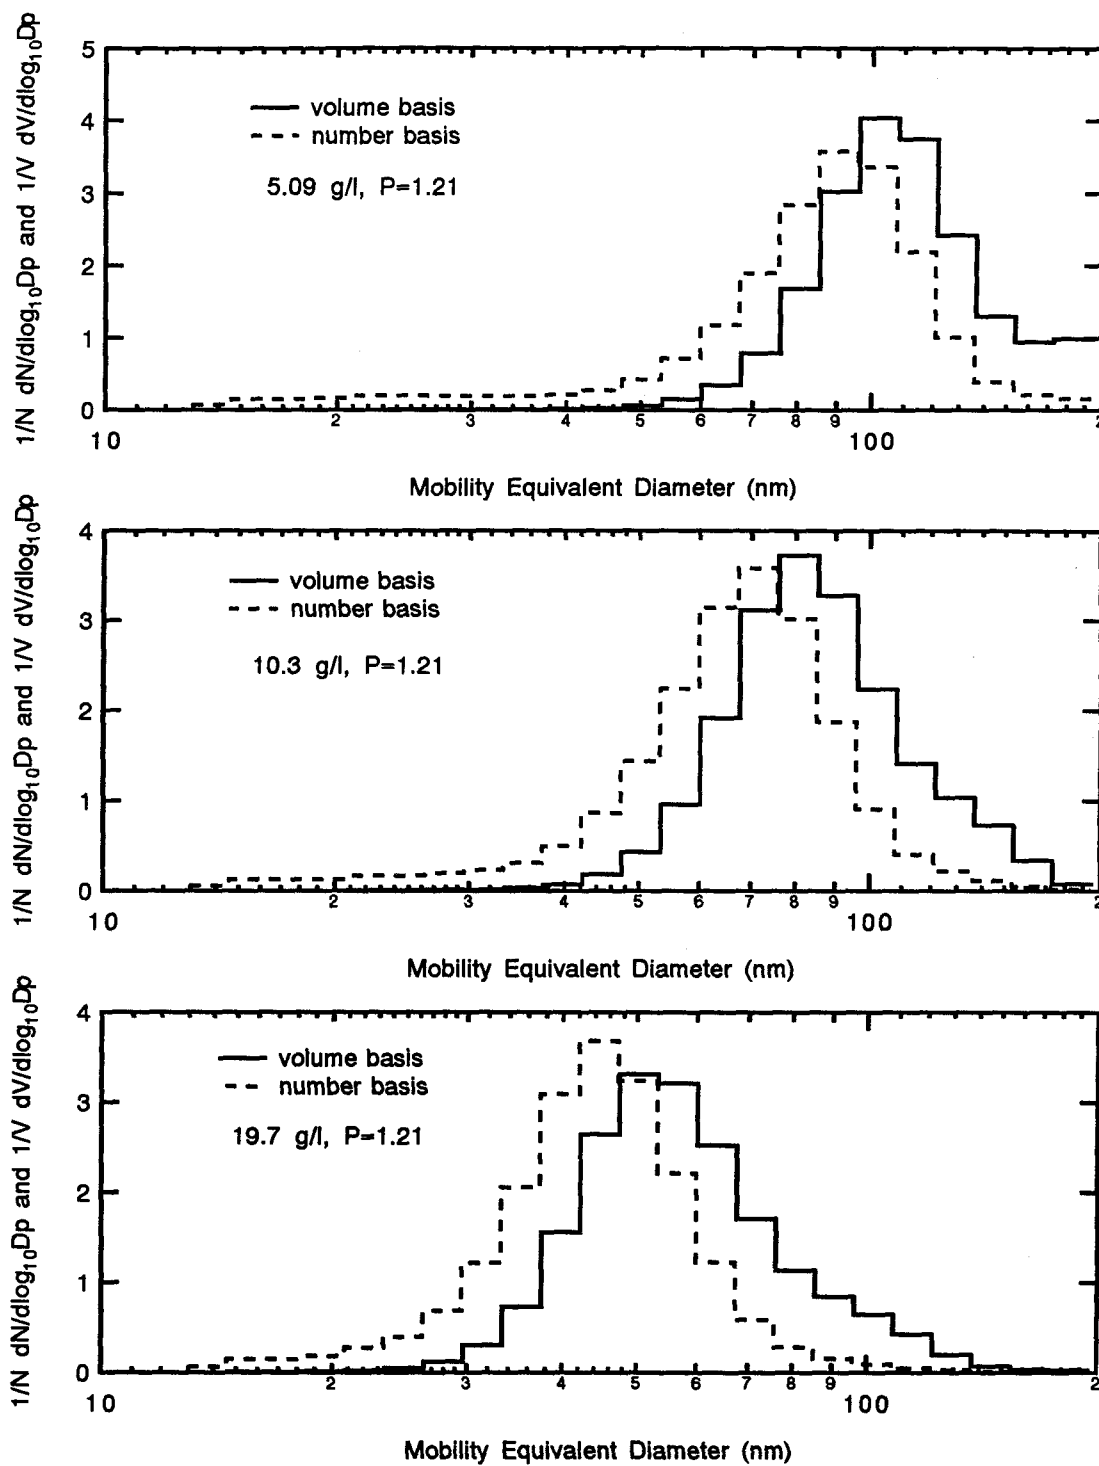 1/N dN/dlog10Dp and 1/V dV/dlog10Dp
5
4
3
2
1
0
volume basis
number basis
5.09 g/l, P=1.21
2 3 4 5 6 7 8 9 2
10 100
Mobility Equivalent Diameter (nm)
1/N dN/dlog10Dp and 1/V dV/dlog10Dp
4
3
2
1
0
volume basis
number basis
10.3 g/l, P=1.21
2 3 4 5 6 7 8 9 2
10 100
Mobility Equivalent Diameter (nm)
1/N dN/dlog10Dp and 1/V dV/dlog10Dp
4
3
2
1
0
volume basis
number basis
19.7 g/l, P=1.21
2 3 4 5 6 7 8 9 2
10 100
Mobility Equivalent Diameter (nm)